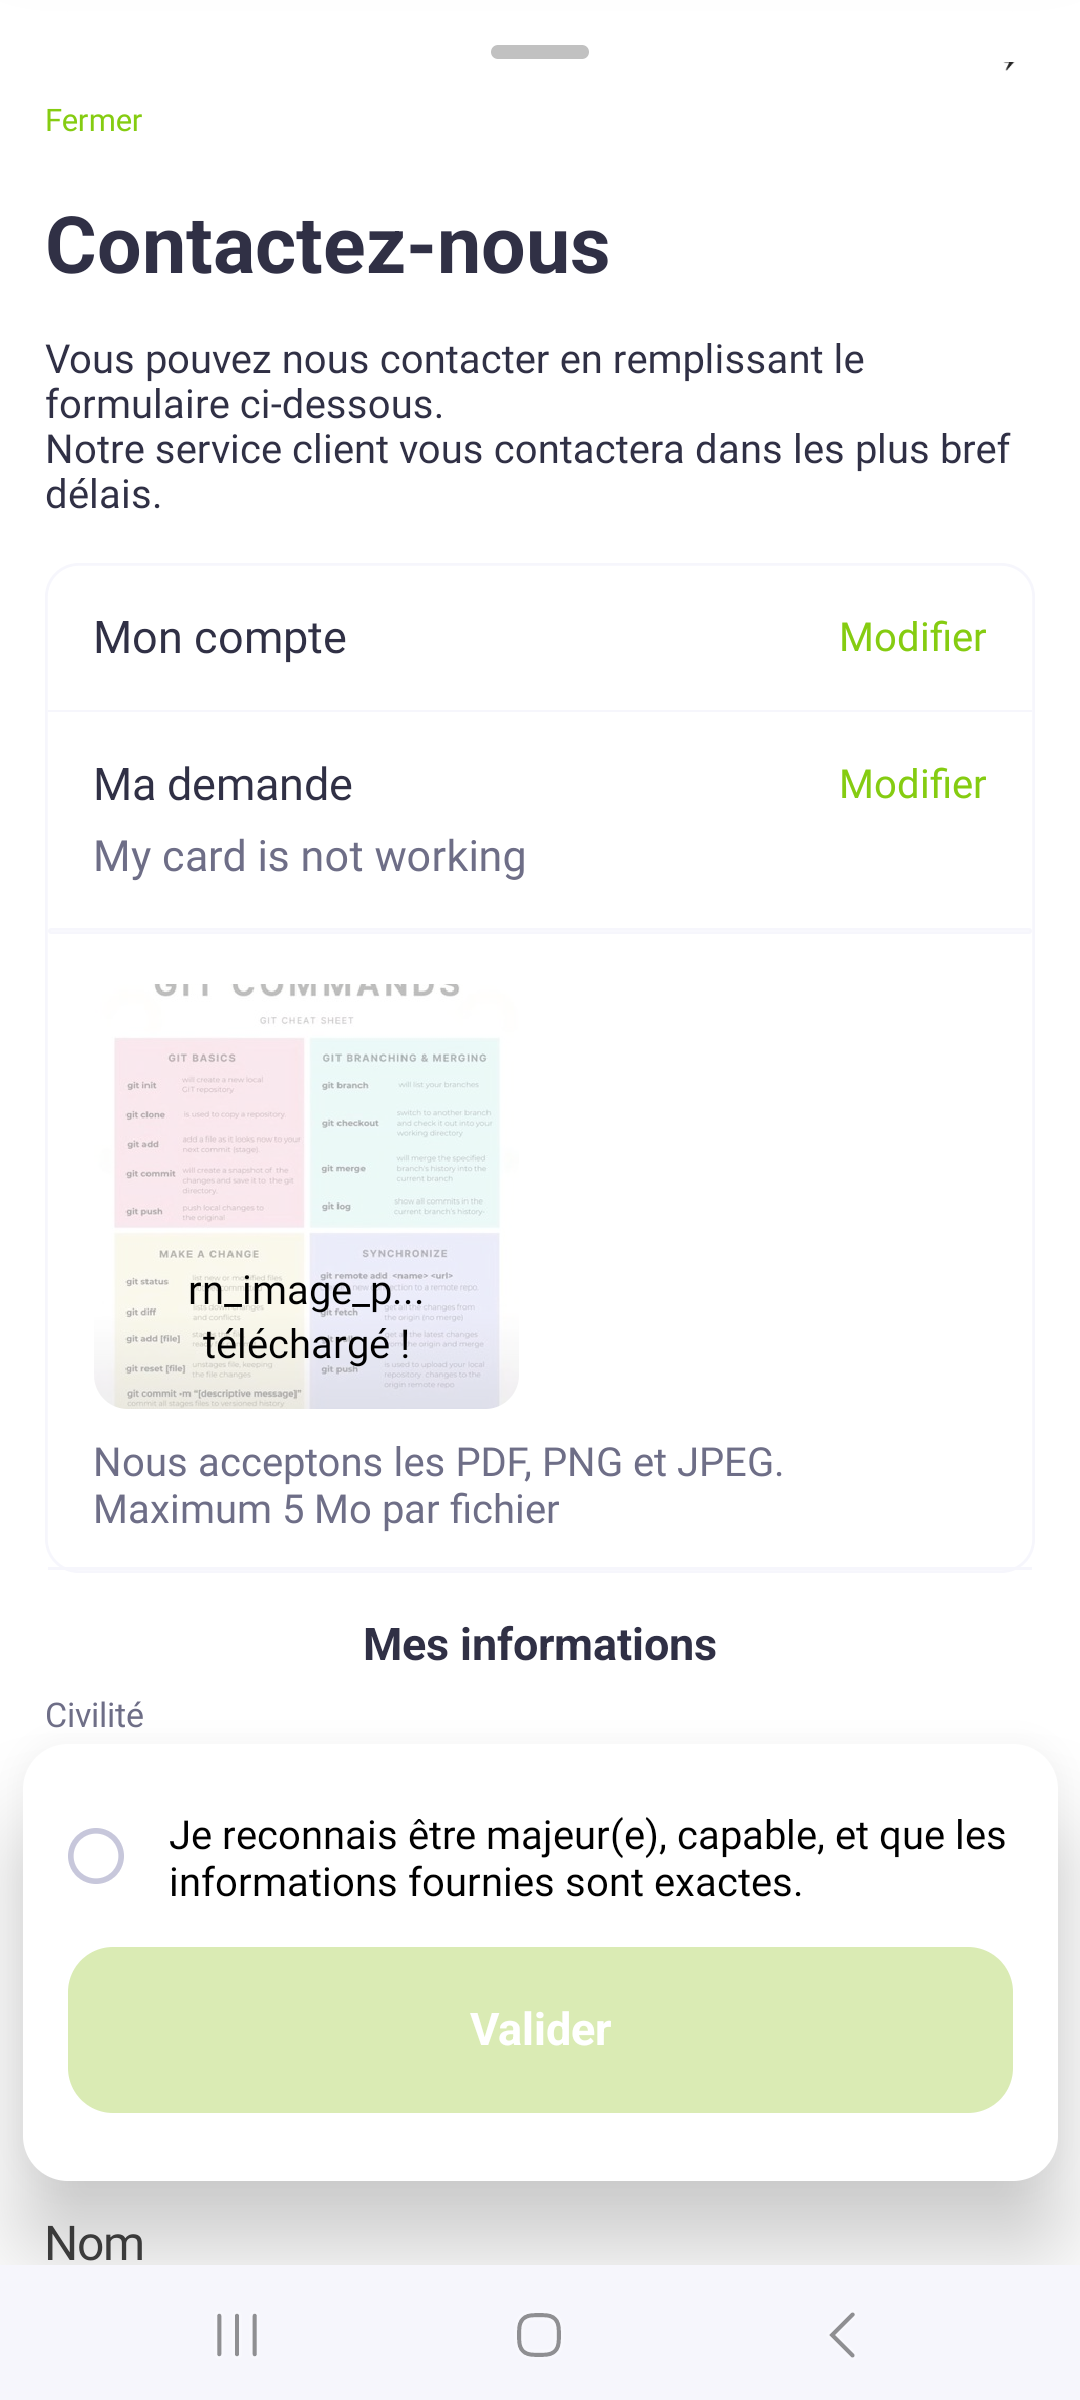 Fermer
Contactez-nous
Vous pouvez nous contacter en remplissant le
formulaire ci-dessous.
Notre service client vous contactera dans les plus bref
délais.
Mon compte
Modifier
Ma demande
Modifier
My card is not working
GIT COMMANDS
GIT CHEAT SHEET
GIT BASICS
git init
will create a new local
GIT repository
git clone
is used to copy a repository
git add
add a file as it looks now to your
next commit (stage)
git commit
will create a snapshot of the
changes and save it to the git
directory.
git push
push local changes to
the original
GIT BRANCHING & MERGING
git branch
will list your branches
git checkout
switch to another branch
and check it out into your
working directory
git merge
will merge the specified
branch's history into the
current branch
git log
show all commits in the
current branch's history
MAKE A CHANGE
git status
git diff
and conflicts
git add [file]
git reset [file]
unstages file, keeping
the file changes
git commit -m "[descriptive message]"
commit all stages files to versioned history
SYNCHRONIZE
git remote add <name> <url>
git fetch
get all the changes from
the origin (no merge)
get all the latest changes
from the origin and merge
git push
is used to upload your local
repository changes to the
origin remote repo
rn_image_p...
téléchargé !
Nous acceptons les PDF, PNG et JPEG.
Maximum 5 Mo par fichier
Mes informations
Civilité
Je reconnais être majeur(e), capable, et que les
informations fournies sont exactes.
Valider
Nom